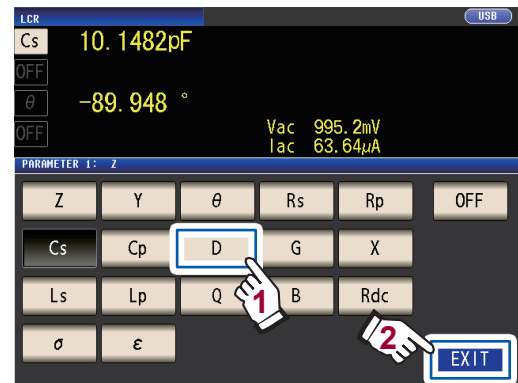 LCR USB
Cs 10.1482pF
OFF
θ -89.948 °
OFF Vac 995.2mV
Iac 63.64μA
PARAMETER 1: Z
Z Y θ Rs Rp OFF
Cs Cp D G X
Ls Lp Q B Rdc
1
2
σ ε EXIT